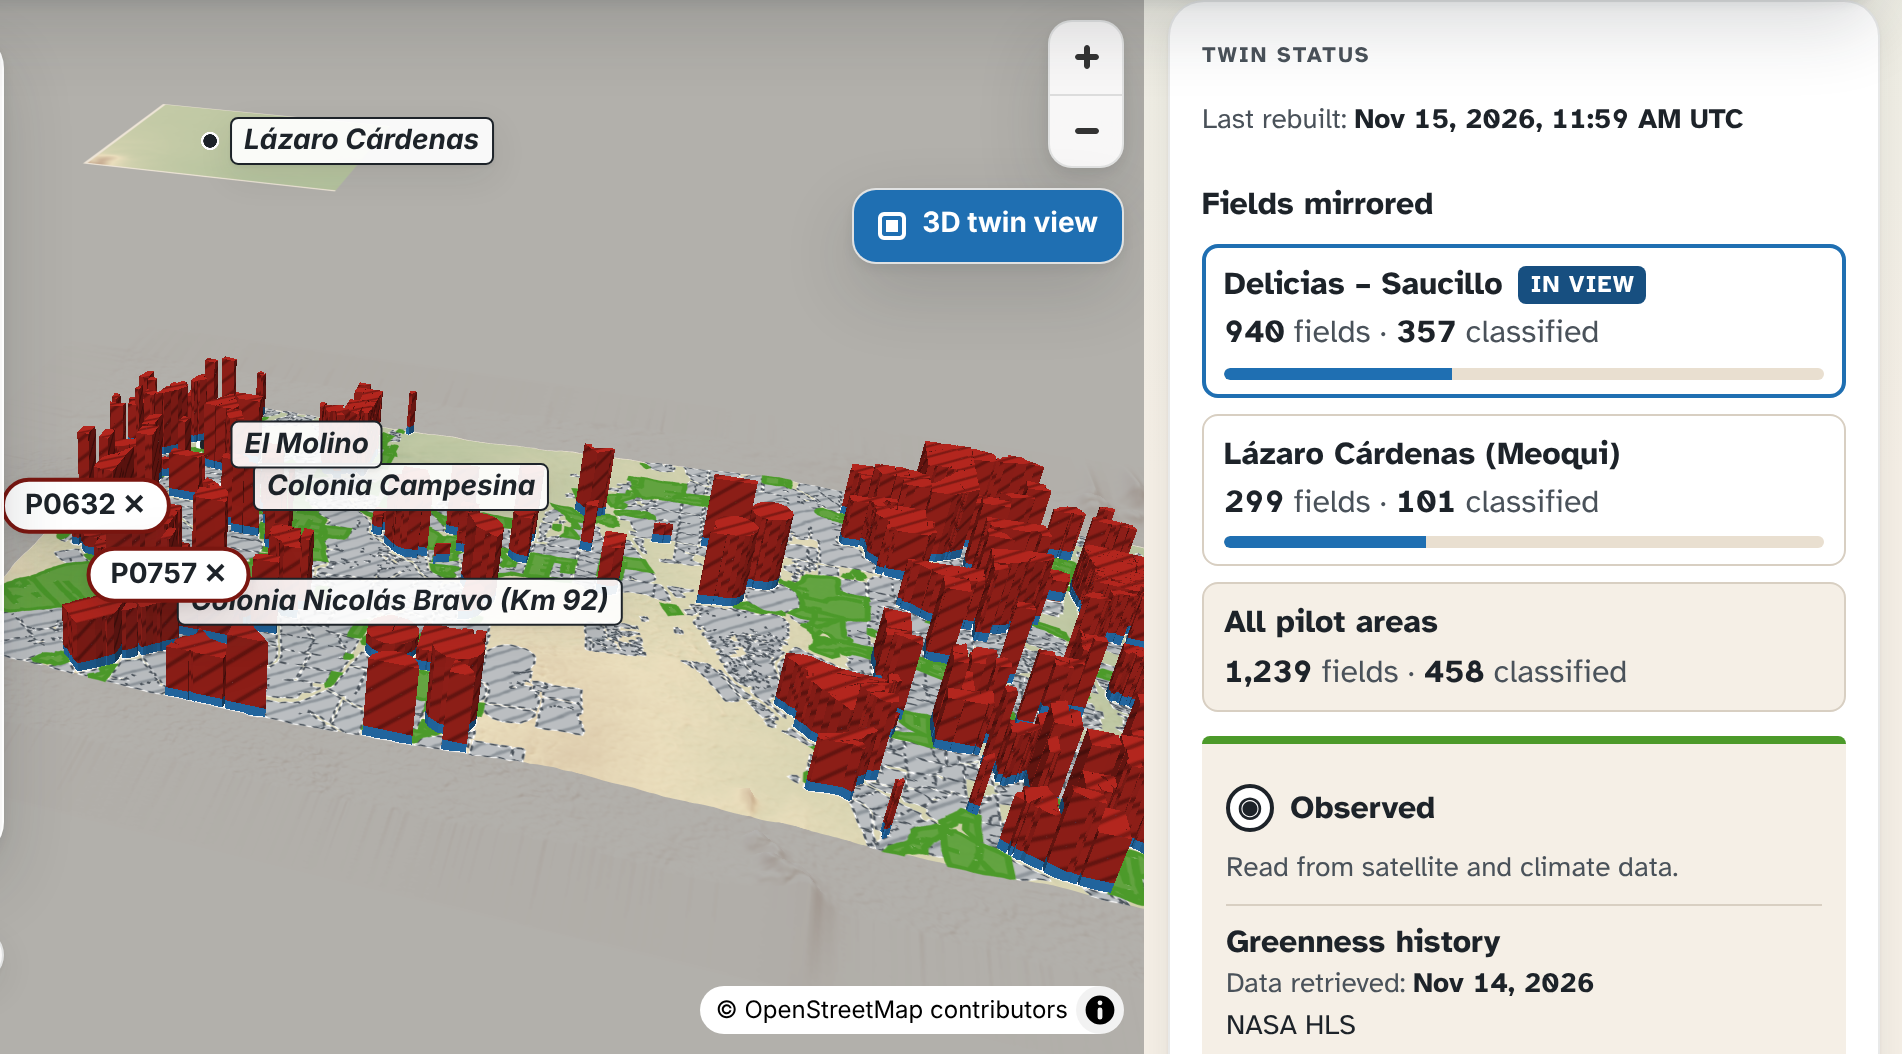 Lázaro Cárdenas
+
−
3D twin view
El Molino
Colonia Campesina
P0632 ×
P0757 ×
Colonia Nicolás Bravo (Km 92)
© OpenStreetMap contributors
TWIN STATUS
Last rebuilt: Nov 15, 2026, 11:59 AM UTC
Fields mirrored
Delicias – Saucillo IN VIEW
940 fields · 357 classified
Lázaro Cárdenas (Meoqui)
299 fields · 101 classified
All pilot areas
1,239 fields · 458 classified
Observed
Read from satellite and climate data.
Greenness history
Data retrieved: Nov 14, 2026
NASA HLS